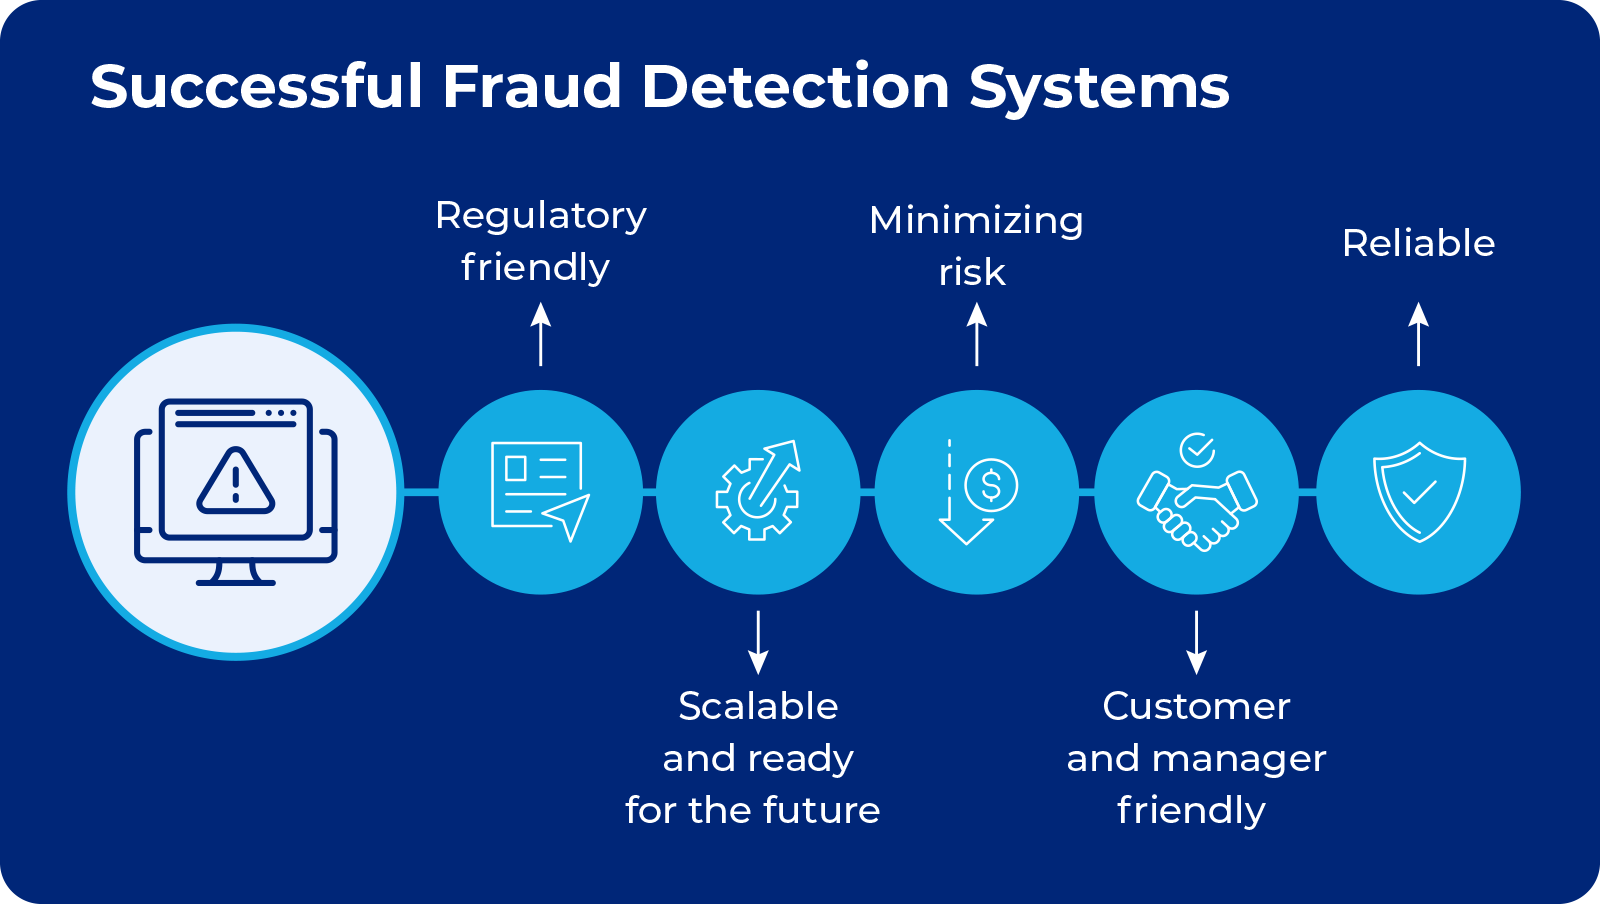 Successful Fraud Detection Systems
Regulatory
friendly
Scalable
and ready
for the future
Minimizing
risk
Customer
and manager
friendly
Reliable
$